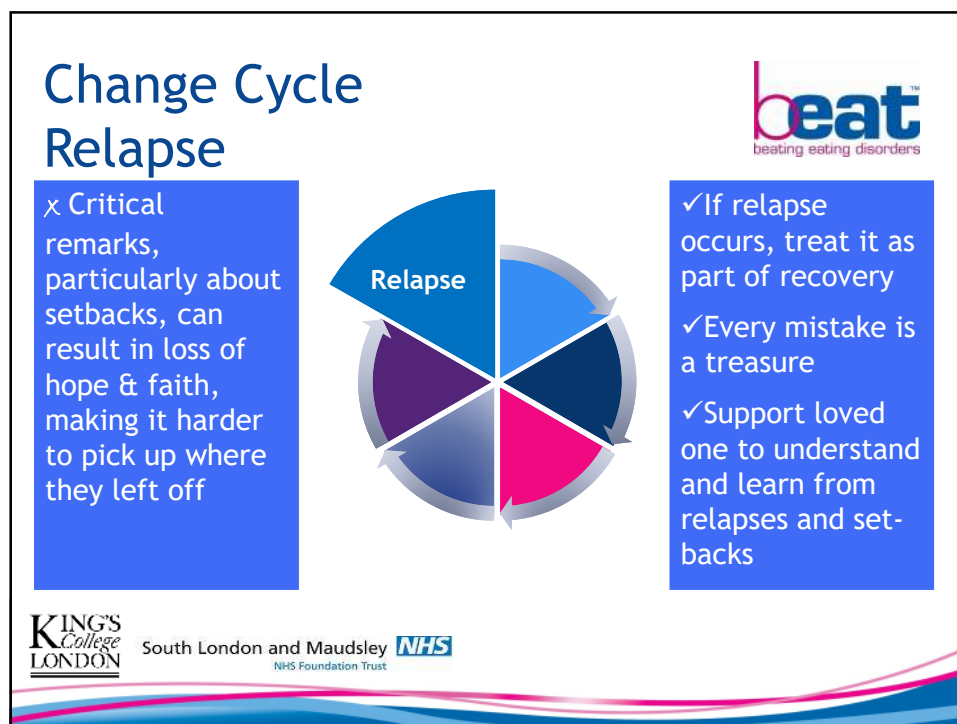 Change Cycle
Relapse
beat™
beating eating disorders
x Critical
remarks,
particularly about
setbacks, can
result in loss of
hope & faith,
making it harder
to pick up where
they left off
Relapse
✓If relapse
occurs, treat it as
part of recovery
✓Every mistake is
a treasure
✓Support loved
one to understand
and learn from
relapses and set-
backs
KING'S
College
LONDON
South London and Maudsley NHS
NHS Foundation Trust